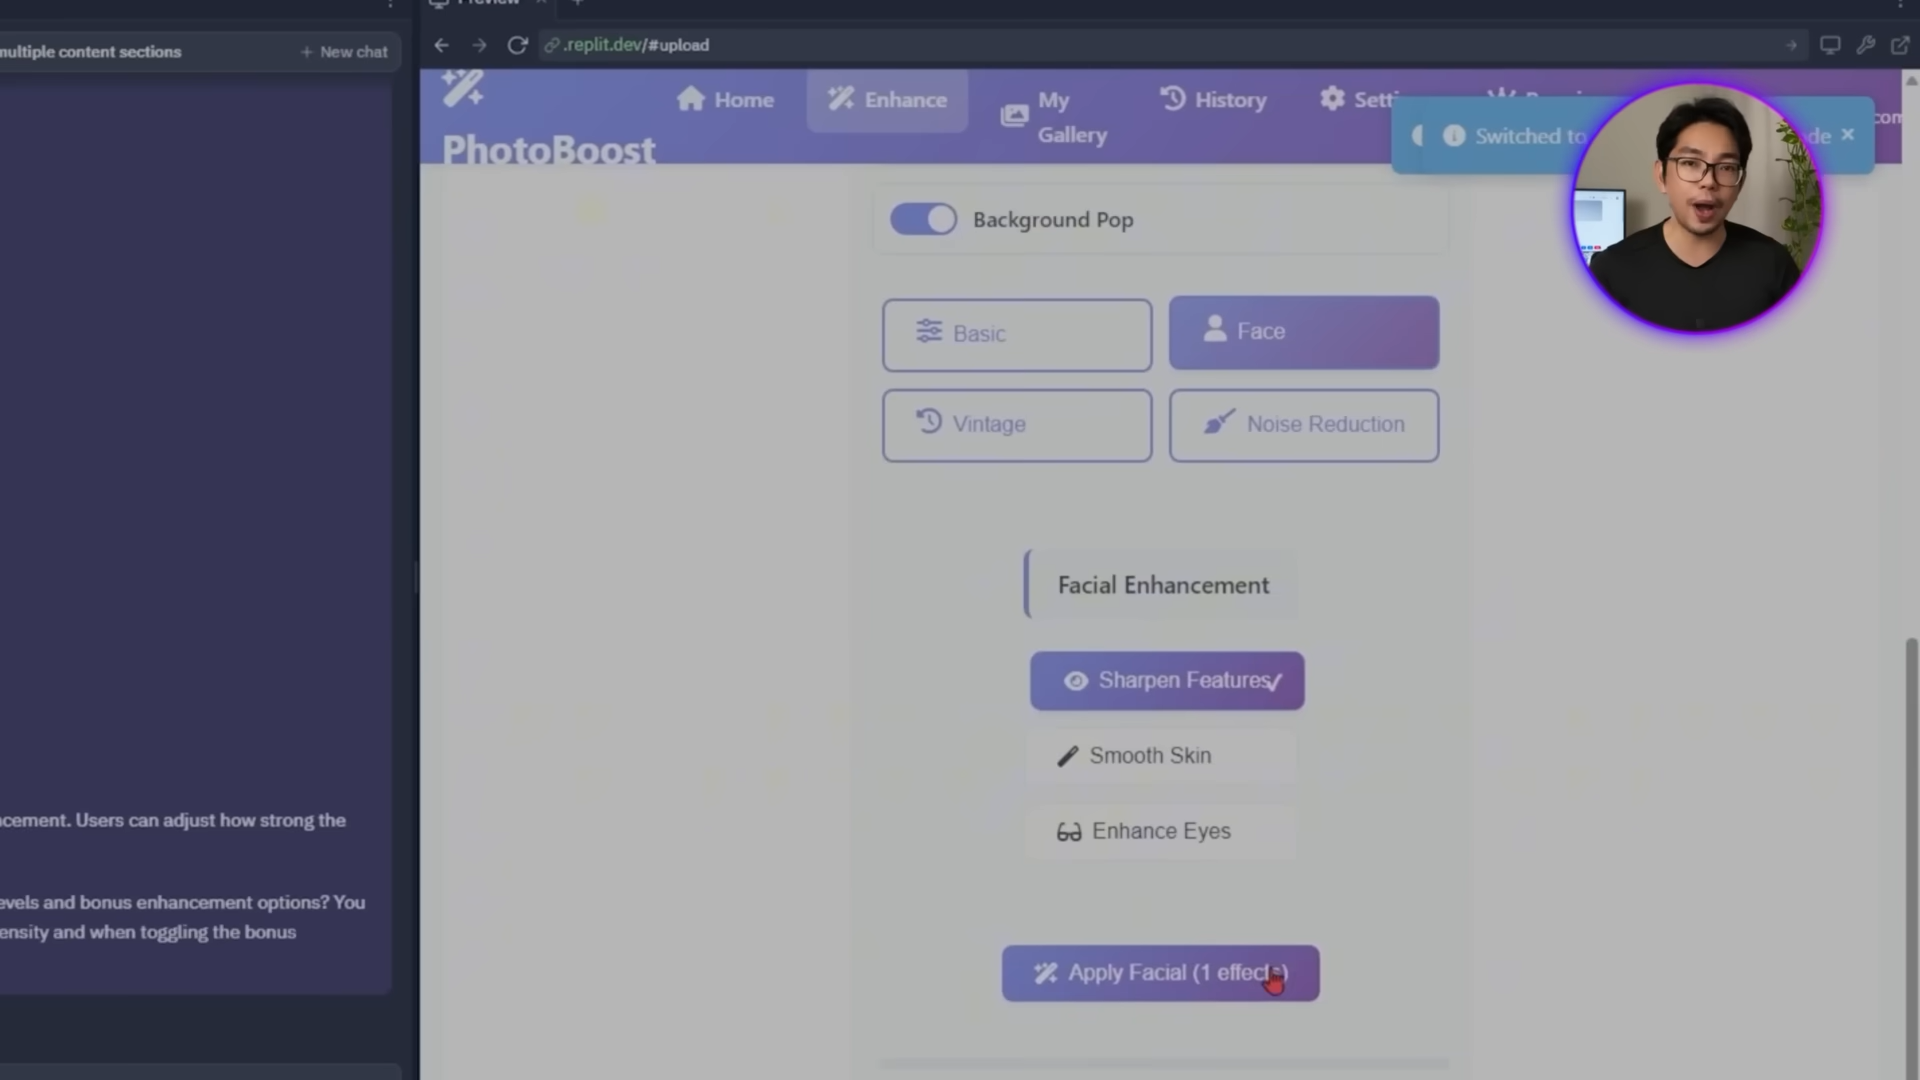 multiple content sections
+ New chat
.replit.dev/#upload
PhotoBoost
Home
Enhance
My
Gallery
History
Switched to
Background Pop
Basic
Face
Vintage
Noise Reduction
Facial Enhancement
Sharpen Features
Smooth Skin
Enhance Eyes
Apply Facial (1 effects)
cement. Users can adjust how strong the
evels and bonus enhancement options? You
ensity and when toggling the bonus